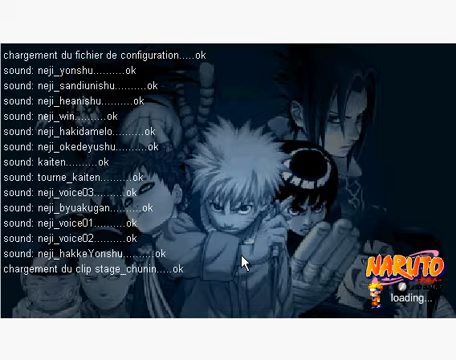 chargement du fichier de configuration.....ok
sound: neji_yonshu..........ok
sound: neji_sandiunishu..........ok
sound: neji_heanishu..........ok
sound: neji_win..........ok
sound: neji_hakidamelo..........ok
sound: neji_okedeyushu..........ok
sound: kaiten..........ok
sound: tourne_kaiten..........ok
sound: neji_voice03..........ok
sound: neji_byuakugan..........ok
sound: neji_voice01..........ok
sound: neji_voice02..........ok
sound: neji_hakkeYonshu..........ok
chargement du clip stage_chunin.....ok
NARUTO
loading...